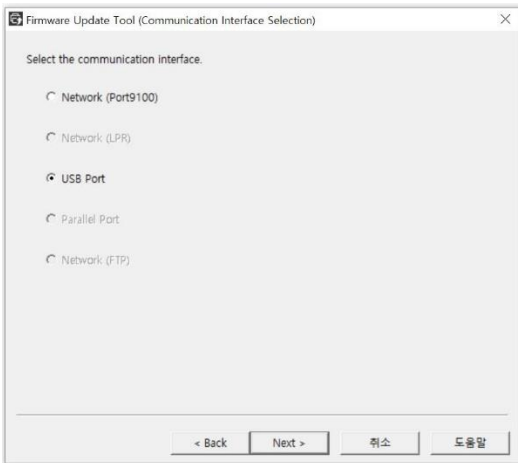 Firmware Update Tool (Communication Interface Selection)
Select the communication interface.
Network (Port9100)
Network (LPR)
USB Port
Parallel Port
Network (FTP)
< Back Next > 취소 도움말